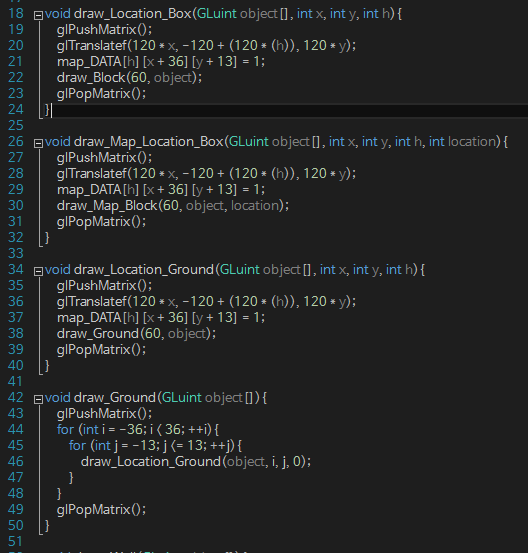 18 void draw_Location_Box(GLuint object[], int x, int y, int h) {
19 glPushMatrix();
20 glTranslatef(120 * x, -120 + (120 * (h)), 120 * y);
21 map_DATA[h][x + 36][y + 13] = 1;
22 draw_Block(60, object);
23 glPopMatrix();
24 }
25
26 void draw_Map_Location_Box(GLuint object[], int x, int y, int h, int location) {
27 glPushMatrix();
28 glTranslatef(120 * x, -120 + (120 * (h)), 120 * y);
29 map_DATA[h][x + 36][y + 13] = 1;
30 draw_Map_Block(60, object, location);
31 glPopMatrix();
32 }
33
34 void draw_Location_Ground(GLuint object[], int x, int y, int h) {
35 glPushMatrix();
36 glTranslatef(120 * x, -120 + (120 * (h)), 120 * y);
37 map_DATA[h][x + 36][y + 13] = 1;
38 draw_Ground(60, object);
39 glPopMatrix();
40 }
41
42 void draw_Ground(GLuint object[]) {
43 glPushMatrix();
44 for (int i = -36; i < 36; ++i) {
45 for (int j = -13; j <= 13; ++j) {
46 draw_Location_Ground(object, i, j, 0);
47 }
48 }
49 glPopMatrix();
50 }
51